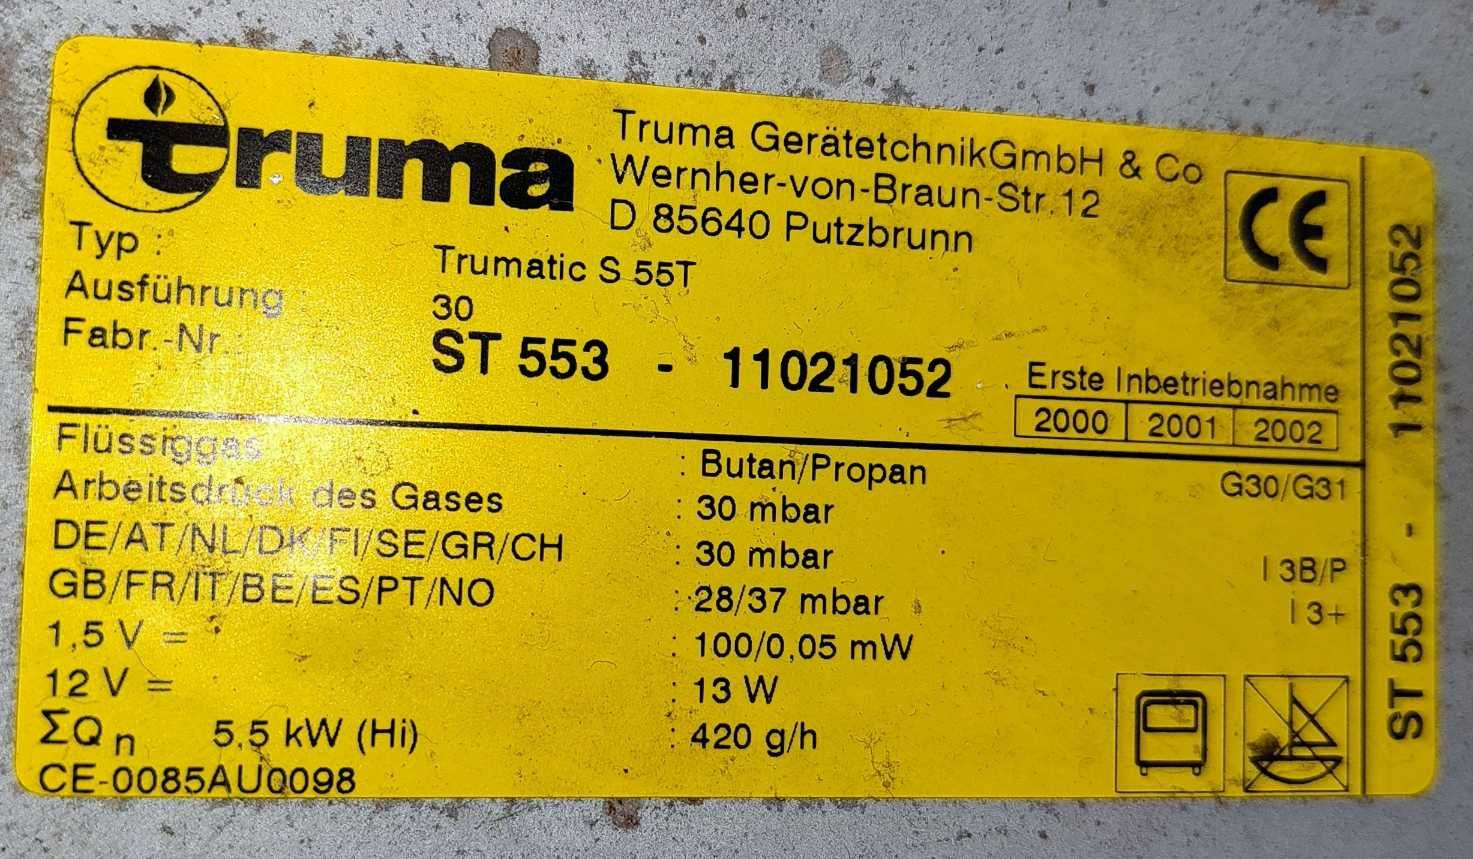 truma
Truma GerätetechnikGmbH & Co
Wernher-von-Braun-Str.12
D 85640 Putzbrunn
CE
Typ : Trumatic S 55T
Ausführung : 30
Fabr.-Nr.: ST 553 - 11021052
Erste Inbetriebnahme
2000 2001 2002
Flüssiggas : Butan/Propan G30/G31
Arbeitsdruck des Gases : 30 mbar
DE/AT/NL/DK/FI/SE/GR/CH : 30 mbar I 3B/P
GB/FR/IT/BE/ES/PT/NO : 28/37 mbar I 3+
1,5 V = : 100/0,05 mW
12 V = : 13 W
ΣQn 5,5 kW (Hi) : 420 g/h
CE-0085AU0098
ST 553 - 11021052